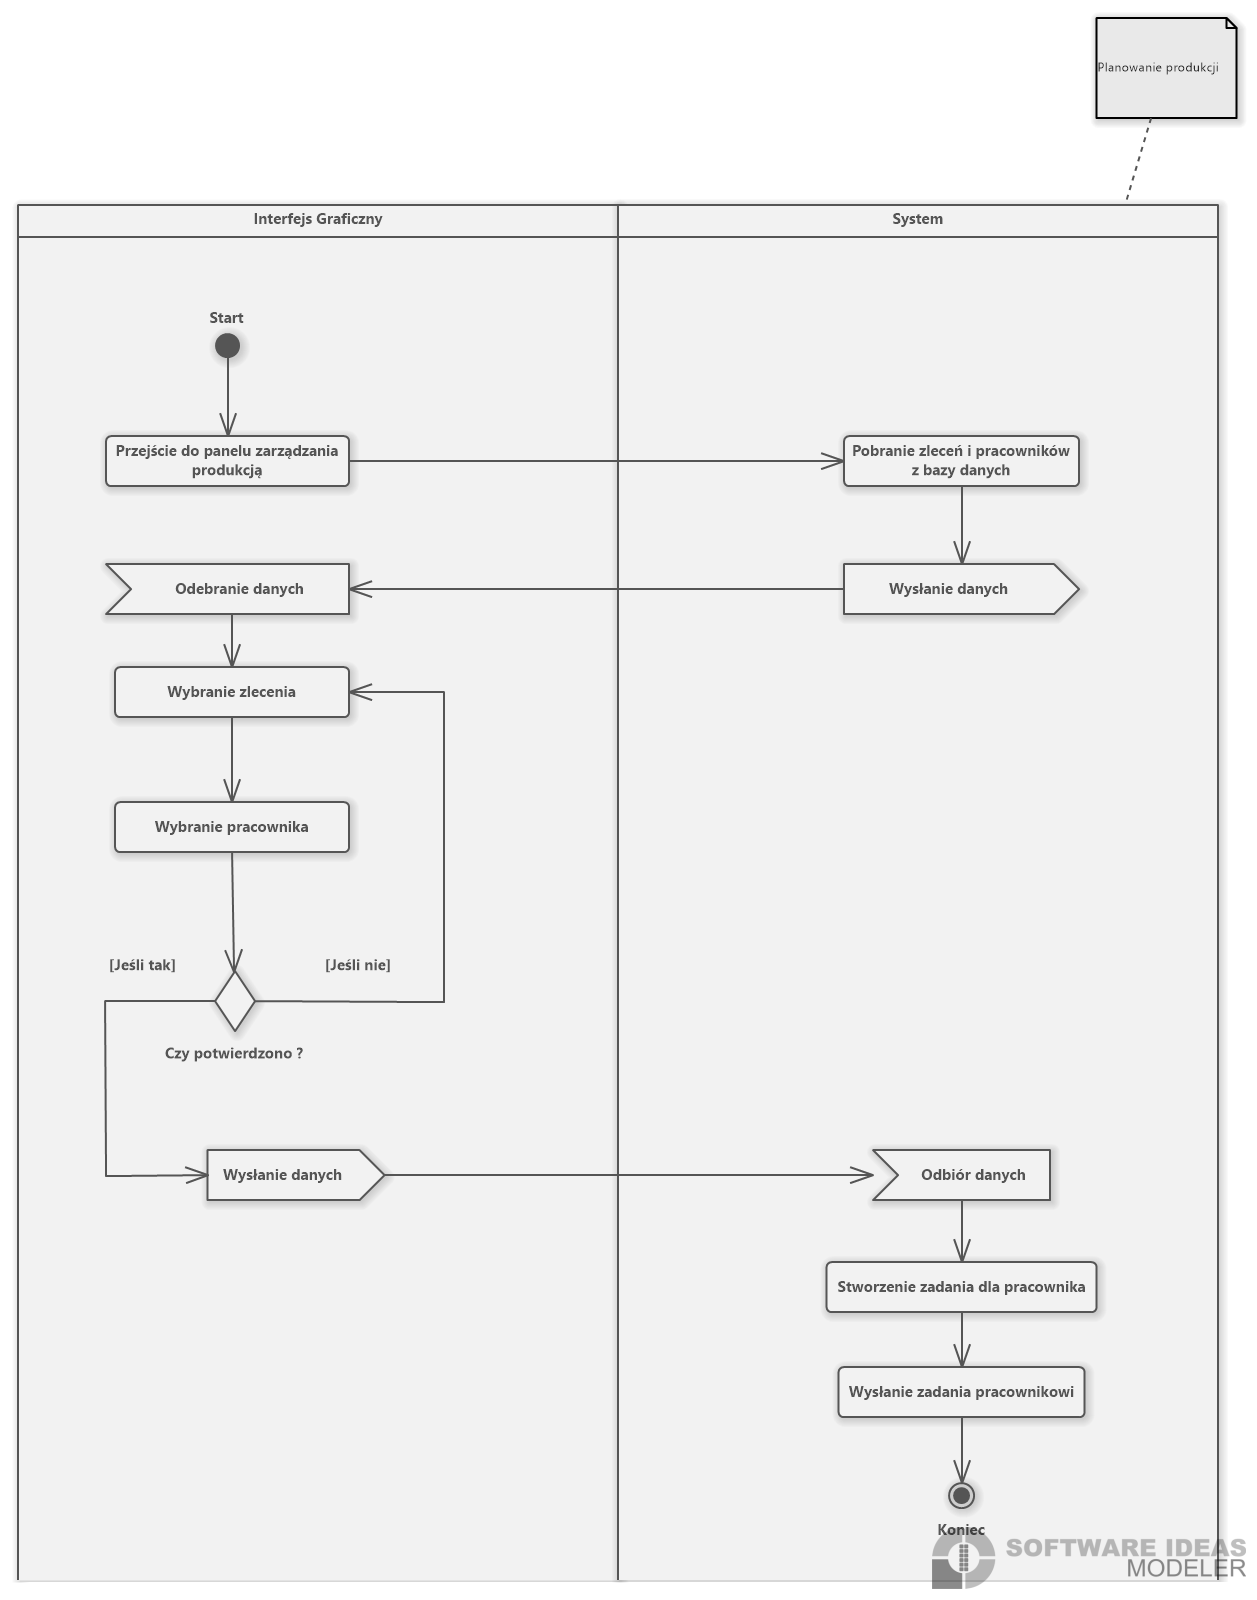 Planowanie produkcji
Interfejs Graficzny
System
Start
Przejście do panelu zarządzania
produkcją
Pobranie zleceń i pracowników
z bazy danych
Odebranie danych
Wysłanie danych
Wybranie zlecenia
Wybranie pracownika
[Jeśli tak]
[Jeśli nie]
Czy potwierdzono ?
Wysłanie danych
Odbiór danych
Stworzenie zadania dla pracownika
Wysłanie zadania pracownikowi
Koniec
SOFTWARE IDEAS
MODELER